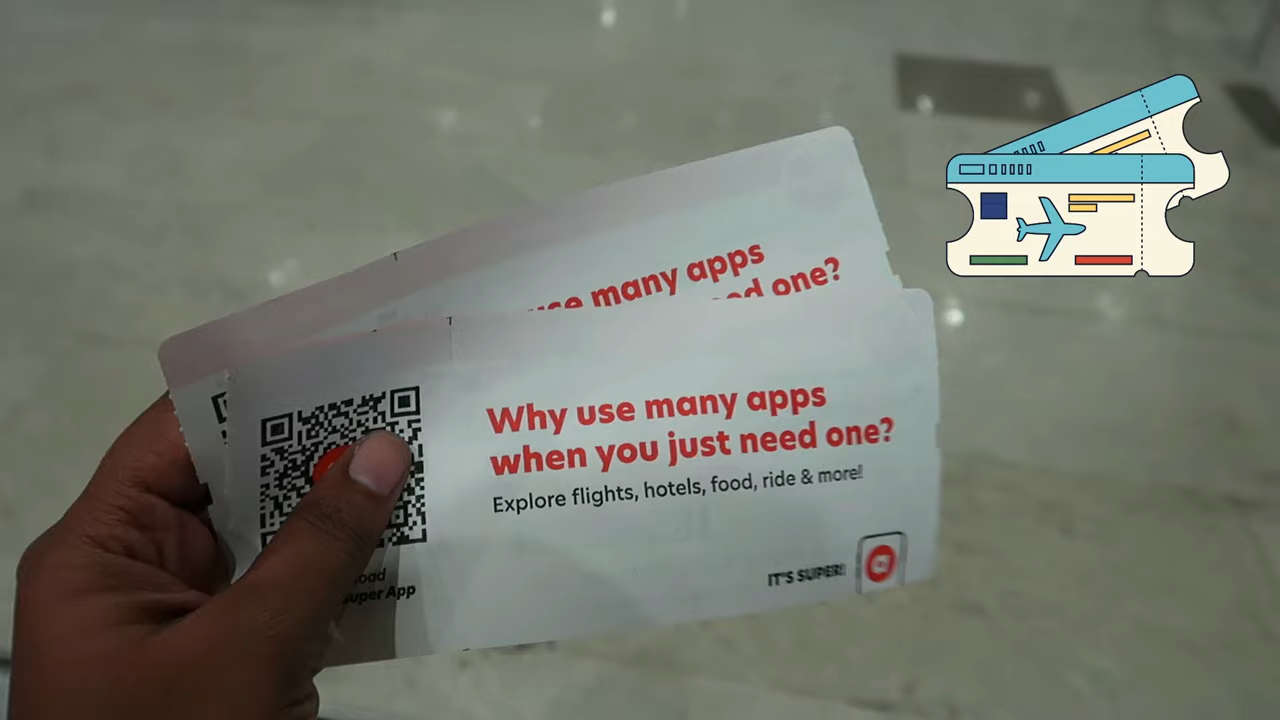 use many apps
need one?
Why use many apps
when you just need one?
Explore flights, hotels, food, ride & more!
IT'S SUPER!
oad
Super App